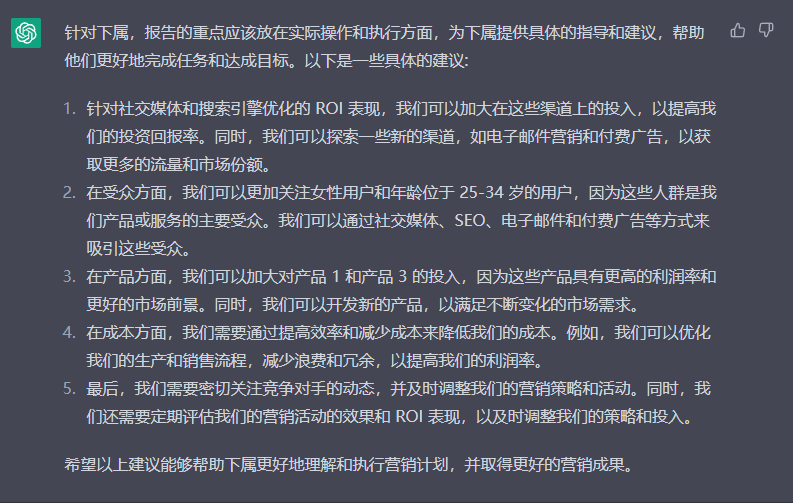 针对下属，报告的重点应该放在实际操作和执行方面，为下属提供具体的指导和建议，帮助
他们更好地完成任务和达成目标。以下是一些具体的建议:
1. 针对社交媒体和搜索引擎优化的 ROI 表现，我们可以加大在这些渠道上的投入，以提高我
们的投资回报率。同时，我们可以探索一些新的渠道，如电子邮件营销和付费广告，以获
取更多的流量和市场份额。
2. 在受众方面，我们可以更加关注女性用户和年龄位于 25-34 岁的用户，因为这些人群是我
们产品或服务的主要受众。我们可以通过社交媒体、SEO、电子邮件和付费广告等方式来
吸引这些受众。
3. 在产品方面，我们可以加大对产品 1 和产品 3 的投入，因为这些产品具有更高的利润率和
更好的市场前景。同时，我们可以开发新的产品，以满足不断变化的市场需求。
4. 在成本方面，我们需要通过提高效率和减少成本来降低我们的成本。例如，我们可以优化
我们的生产和销售流程，减少浪费和冗余，以提高我们的利润率。
5. 最后，我们需要密切关注竞争对手的动态，并及时调整我们的营销策略和活动。同时，我
们还需要定期评估我们的营销活动的效果和 ROI 表现，以及时调整我们的策略和投入。
希望以上建议能够帮助下属更好地理解和执行营销计划，并取得更好的营销成果。